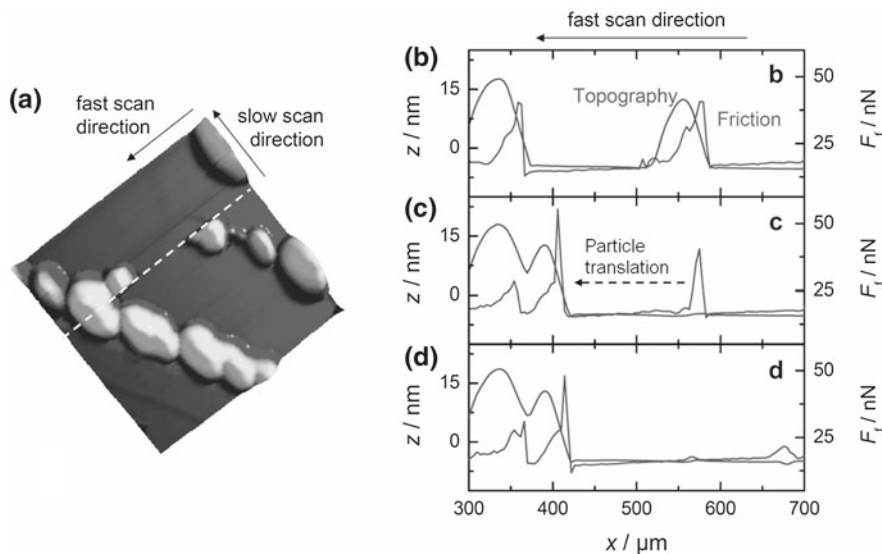 (a)
fast scan
direction
slow scan
direction
fast scan direction
(b)
b
15
0
z / nm
Topography
Friction
50
25
F_f / nN
(c)
c
15
0
z / nm
Particle
translation
50
25
F_f / nN
(d)
d
15
0
z / nm
50
25
F_f / nN
300
400
500
600
700
x / µm